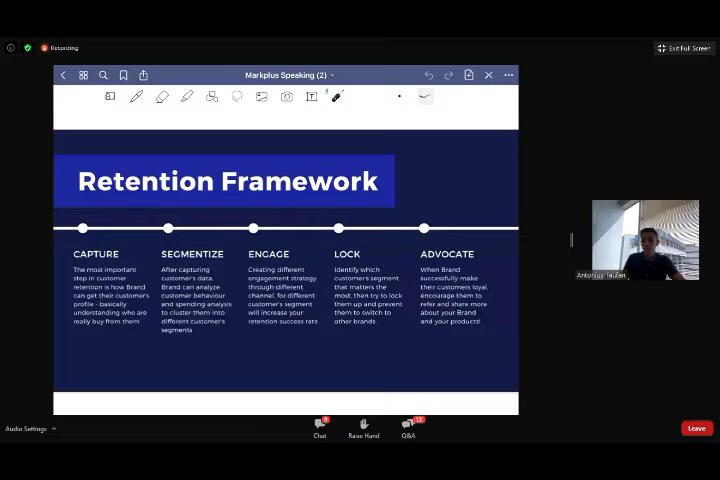 Recording
Exit Full Screen
Markplus Speaking (2)
T
Retention Framework
CAPTURE
The most important
step in customer
retention is how Brand
can get their customer's
profile - basically
understanding who are
really buy from them
SEGMENTIZE
After capturing
customer's data,
Brand can analyze
customer behaviour
and spending analysis
to cluster them into
different customer's
segments
ENGAGE
Creating different
engagement strategy
through different
channel, for different
customer's segment
will increase your
retention success rate
LOCK
Identify which
customer's segment
that matters the
most, then try to lock
them up and prevent
them to switch to
other brands.
ADVOCATE
When Brand
successfully make
their customers loyal,
encourage them to
refer and share more
about your Brand
and your products!
Antonius Taufan
Audio Settings
9
Chat
Raise Hand
12
Q&A
Leave